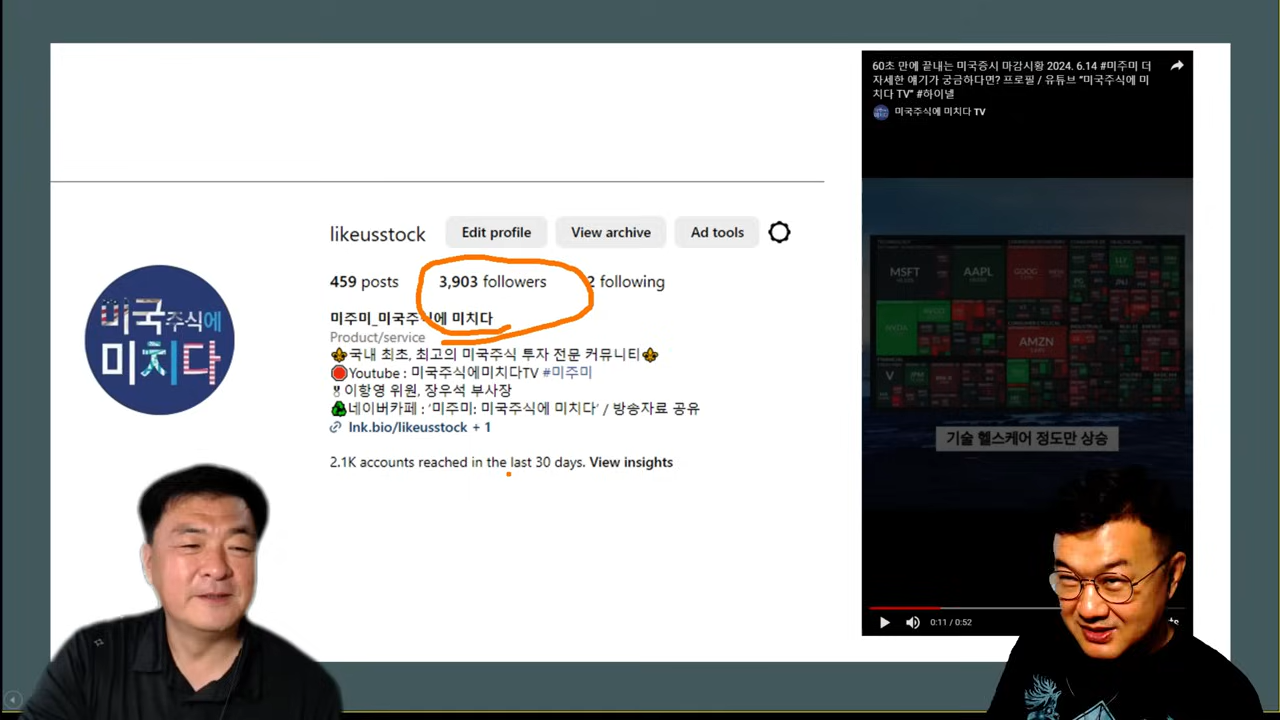 likeusstock
Edit profile
View archive
Ad tools
459 posts
3,903 followers
2 following
미주미_미국주식에 미치다
Product/service
⚜️국내 최초, 최고의 미국주식 투자 전문 커뮤니티⚜️
🛑Youtube : 미국주식에미치다TV #미주미
🎖이항영 위원, 장우석 부사장
♣네이버카페 : ‘미주미: 미국주식에 미치다’ / 방송자료 공유
lnk.bio/likeusstock + 1
2.1K accounts reached in the last 30 days. View insights
미국주식에
미치다
60초 만에 끝내는 미국증시 마감시황 2024. 6.14 #미주미 더
자세한 얘기가 궁금하다면? 프로필 / 유튜브 “미국주식에 미
치다 TV” #하이넬
미국주식에 미치다 TV
MSFT
AAPL
GOOG
META
LLY
NVDA
AMZN
V
기술 헬스케어 정도만 상승
0:11 / 0:52